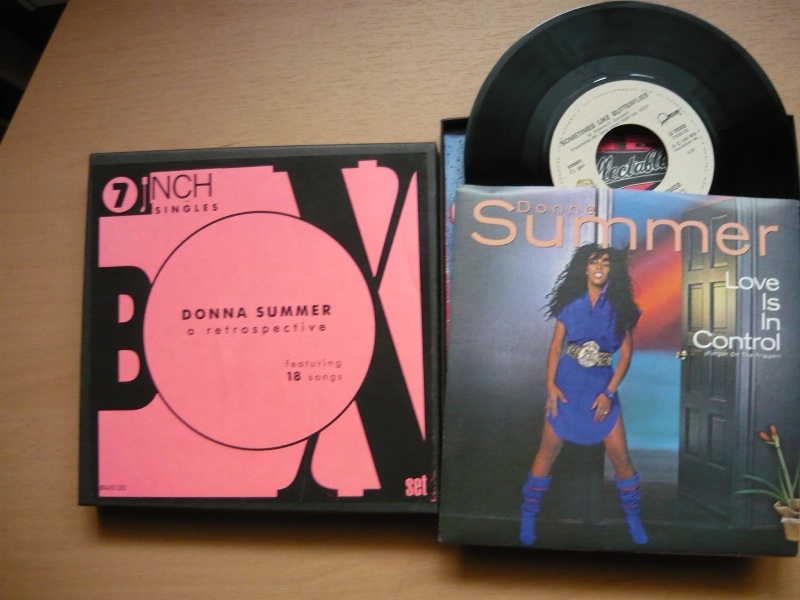 7 INCH
SINGLES
BOX
DONNA SUMMER
a retrospective
featuring
18 songs
set
"SOMETIMES LIKE BUTTERFLIES"
Collectables
Donna
Summer
Love
Is
In
Control
(Finger On The Trigger)